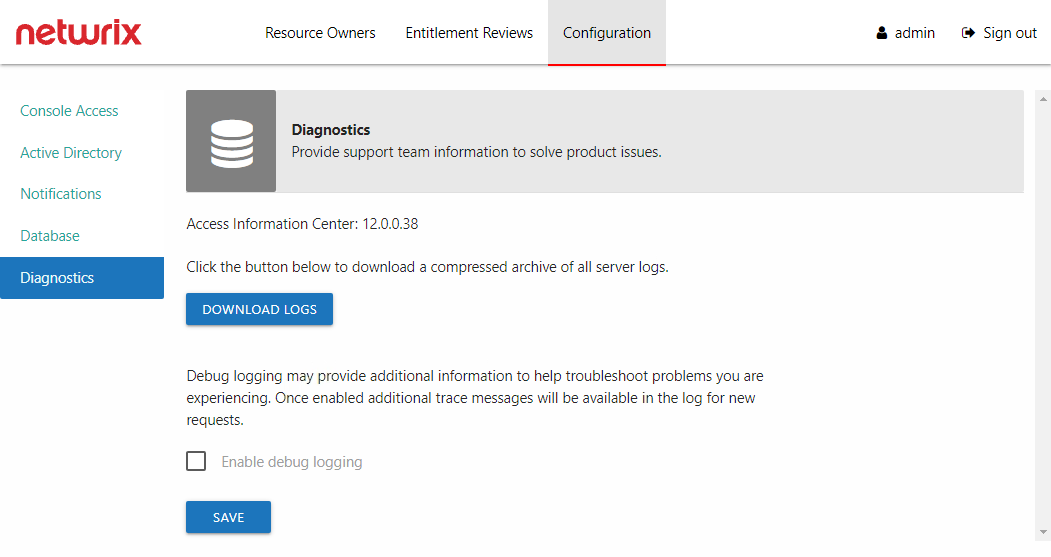 netwrix
Resource Owners
Entitlement Reviews
Configuration
admin
Sign out
Console Access
Active Directory
Notifications
Database
Diagnostics
Diagnostics
Provide support team information to solve product issues.
Access Information Center: 12.0.0.38
Click the button below to download a compressed archive of all server logs.
DOWNLOAD LOGS
Debug logging may provide additional information to help troubleshoot problems you are
experiencing. Once enabled additional trace messages will be available in the log for new
requests.
Enable debug logging
SAVE